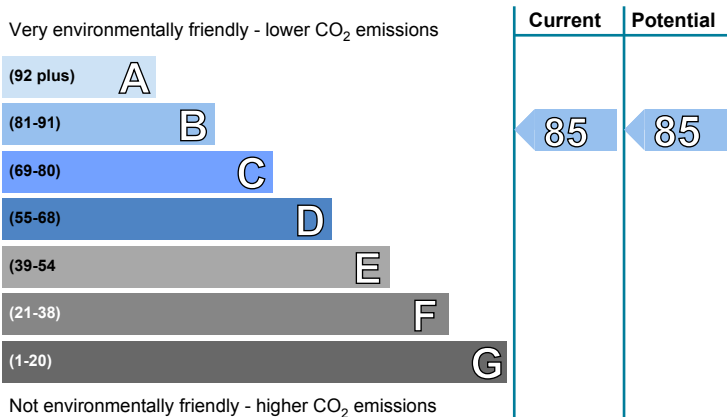 Very environmentally friendly - lower CO₂ emissions
Current Potential
(92 plus) A
(81-91) B 85 85
(69-80) C
(55-68) D
(39-54 E
(21-38) F
(1-20) G
Not environmentally friendly - higher CO₂ emissions